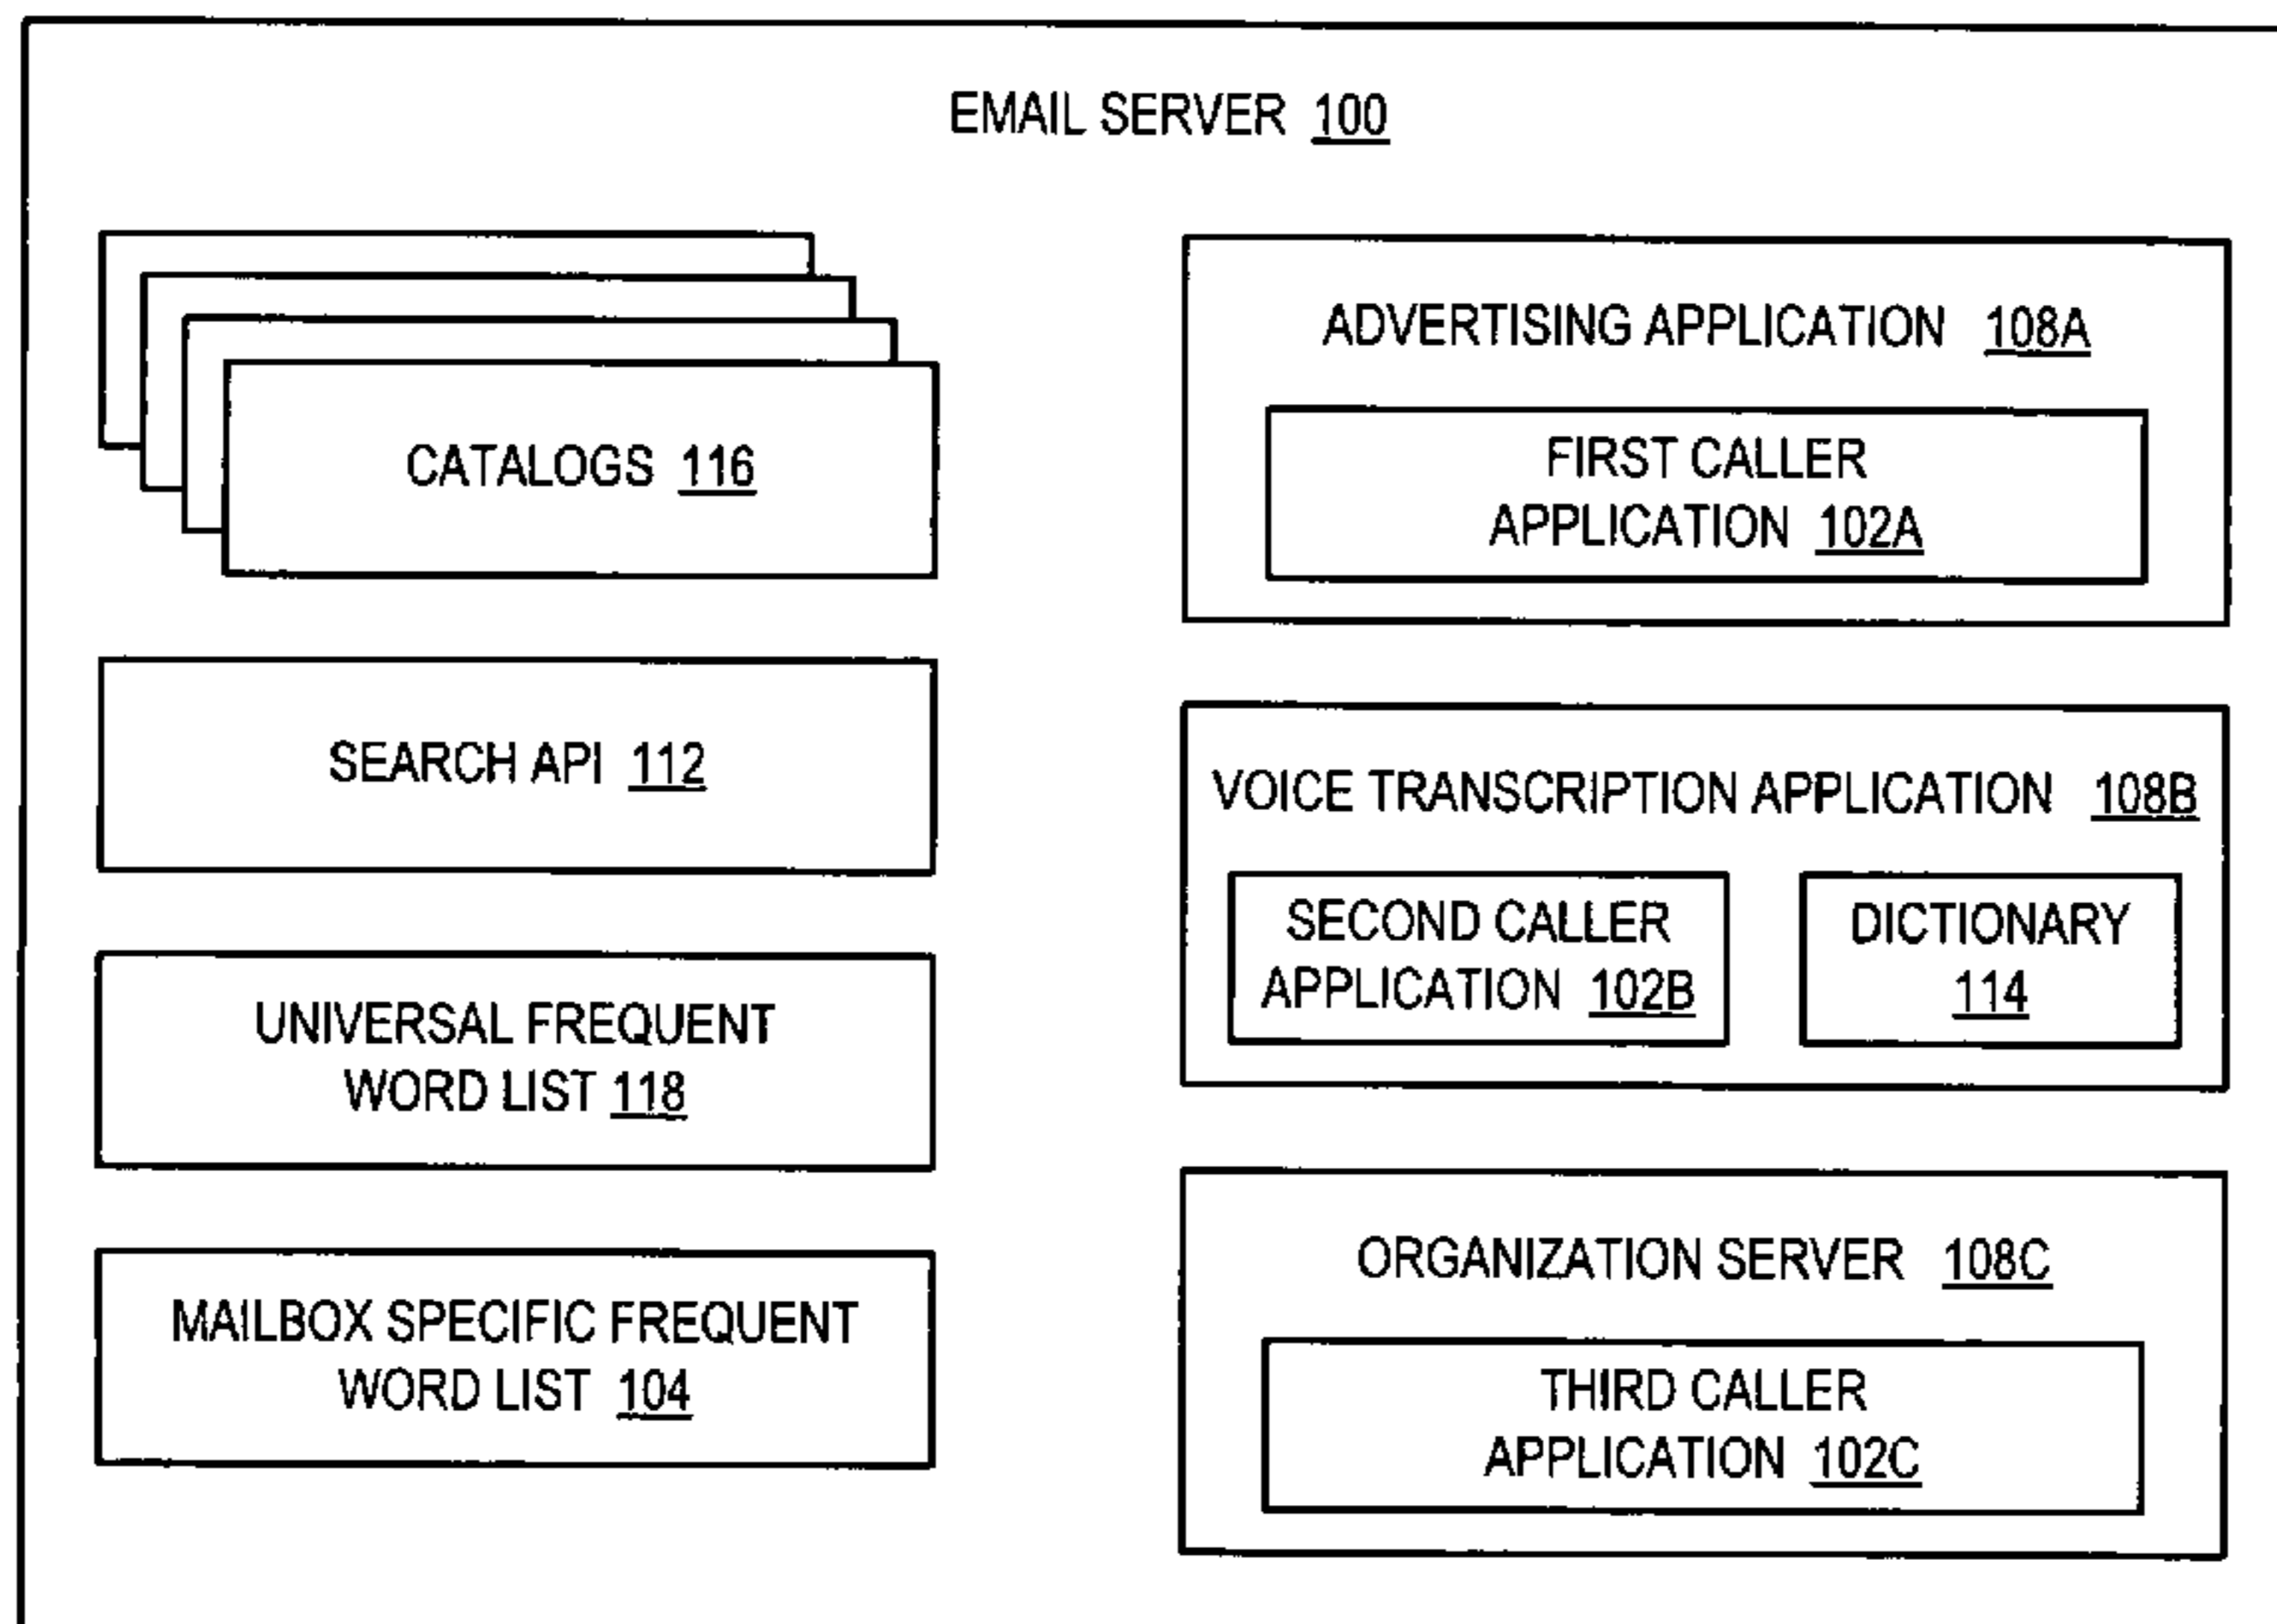 EMAIL SERVER 100
CATALOGS 116
SEARCH API 112
UNIVERSAL FREQUENT
WORD LIST 118
MAILBOX SPECIFIC FREQUENT
WORD LIST 104
ADVERTISING APPLICATION 108A
FIRST CALLER
APPLICATION 102A
VOICE TRANSCRIPTION APPLICATION 108B
SECOND CALLER
APPLICATION 102B
DICTIONARY
114
ORGANIZATION SERVER 108C
THIRD CALLER
APPLICATION 102C